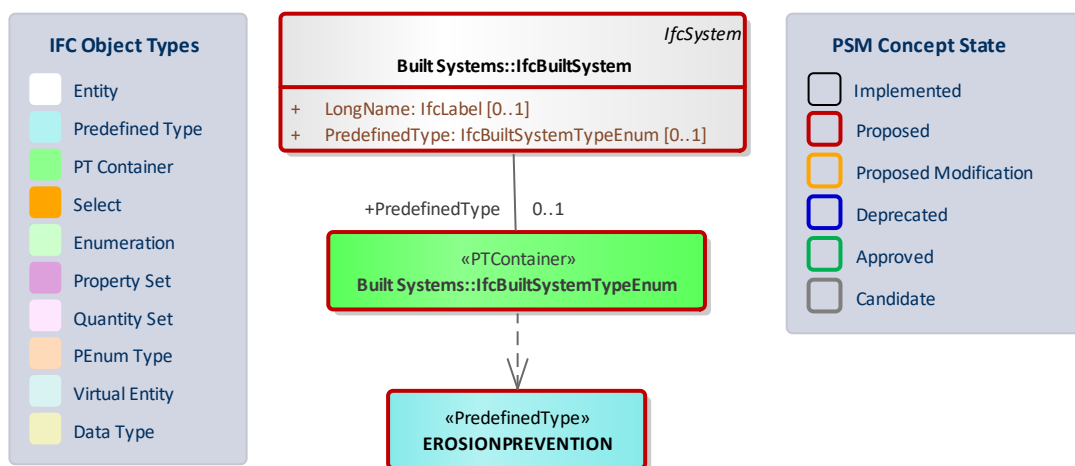 IFC Object Types
Entity
Predefined Type
PT Container
Select
Enumeration
Property Set
Quantity Set
PEnum Type
Virtual Entity
Data Type
IfcSystem
Built Systems::IfcBuiltSystem
+ LongName: IfcLabel [0..1]
+ PredefinedType: IfcBuiltSystemTypeEnum [0..1]
+PredefinedType 0..1
«PTContainer»
Built Systems::IfcBuiltSystemTypeEnum
«PredefinedType»
EROSIONPREVENTION
PSM Concept State
Implemented
Proposed
Proposed Modification
Deprecated
Approved
Candidate